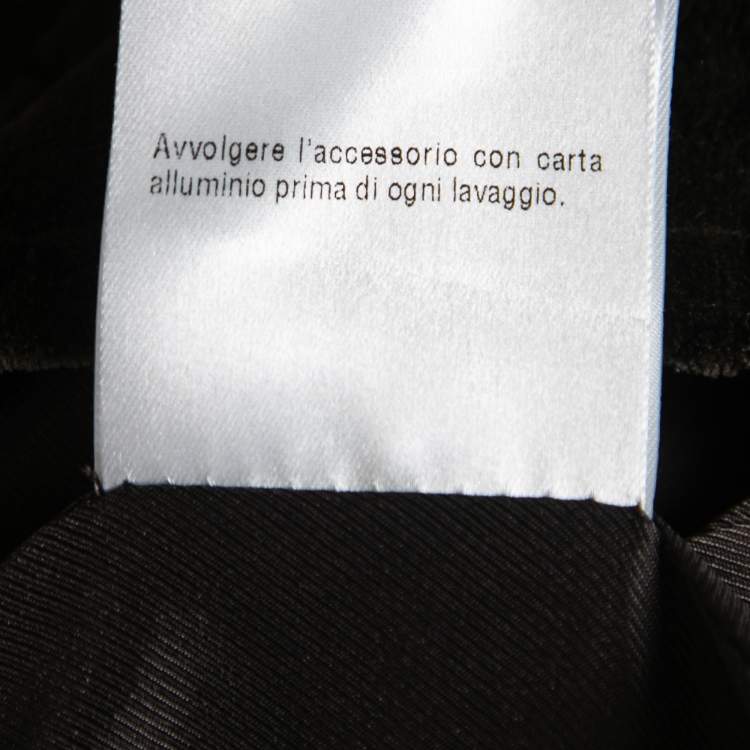 Avvolgere l'accessorio con carta
alluminio prima di ogni lavaggio.